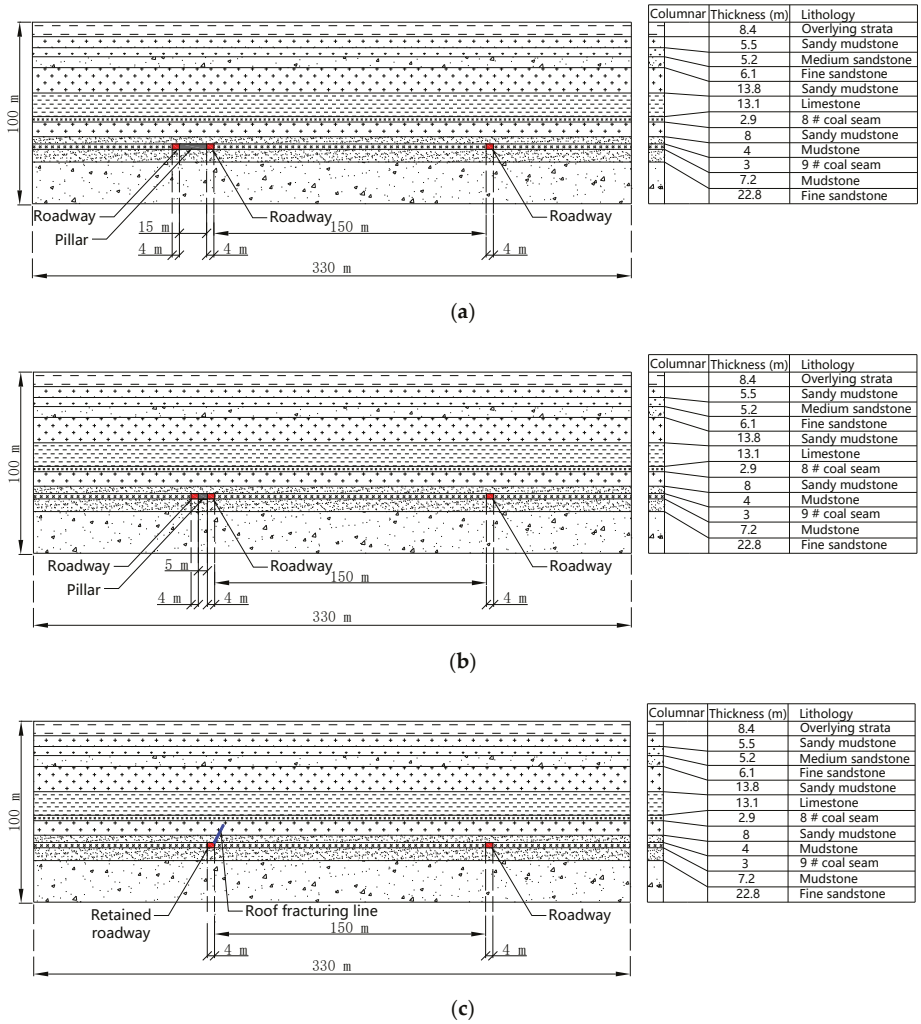 Columnar Thickness (m) Lithology
8.4 Overlying strata
5.5 Sandy mudstone
5.2 Medium sandstone
6.1 Fine sandstone
13.8 Sandy mudstone
13.1 Limestone
2.9 8 # coal seam
8 Sandy mudstone
4 Mudstone
3 9 # coal seam
7.2 Mudstone
22.8 Fine sandstone
100 m
Roadway
Pillar
15 m
Roadway
150 m
Roadway
4 m
4 m
4 m
330 m
(a)
Columnar Thickness (m) Lithology
8.4 Overlying strata
5.5 Sandy mudstone
5.2 Medium sandstone
6.1 Fine sandstone
13.8 Sandy mudstone
13.1 Limestone
2.9 8 # coal seam
8 Sandy mudstone
4 Mudstone
3 9 # coal seam
7.2 Mudstone
22.8 Fine sandstone
100 m
Roadway
5 m
Pillar
Roadway
150 m
Roadway
4 m
4 m
4 m
330 m
(b)
Columnar Thickness (m) Lithology
8.4 Overlying strata
5.5 Sandy mudstone
5.2 Medium sandstone
6.1 Fine sandstone
13.8 Sandy mudstone
13.1 Limestone
2.9 8 # coal seam
8 Sandy mudstone
4 Mudstone
3 9 # coal seam
7.2 Mudstone
22.8 Fine sandstone
100 m
Retained
roadway
Roof fracturing line
150 m
Roadway
4 m
4 m
330 m
(c)